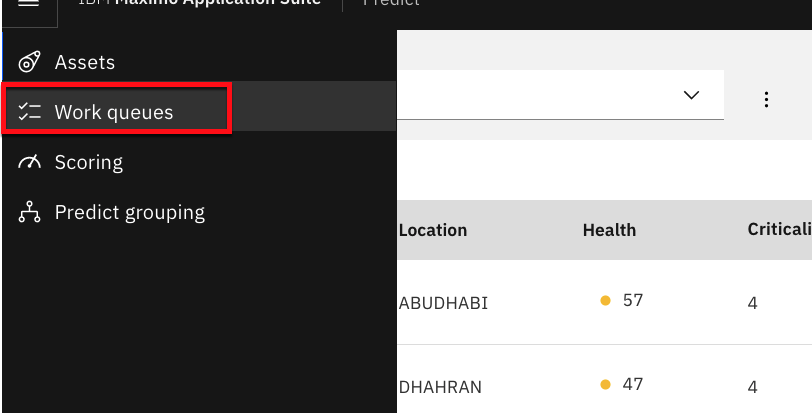 IBM Maximo Application Suite Predict
Assets
Work queues
Scoring
Predict grouping
Location Health Criticali
ABUDHABI 57 4
DHAHRAN 47 4